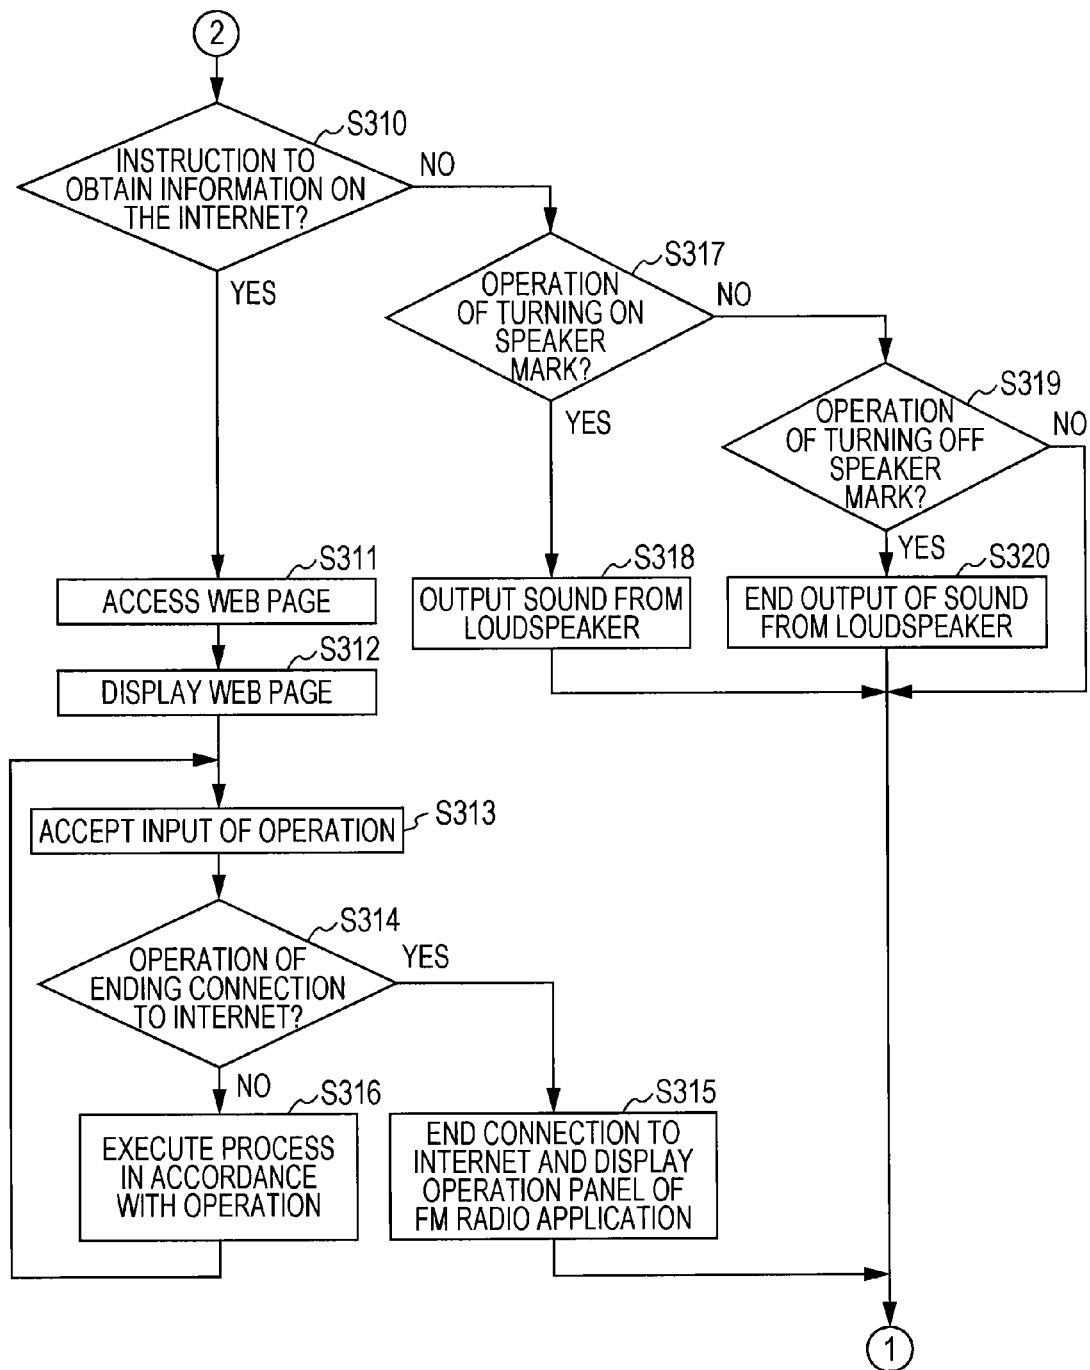 2
S310
INSTRUCTION TO
OBTAIN INFORMATION ON
THE INTERNET?
NO
YES
S317
OPERATION
OF TURNING ON
SPEAKER
MARK?
NO
YES
S319
OPERATION
OF TURNING OFF
SPEAKER
MARK?
NO
YES
S311
ACCESS WEB PAGE
S318
OUTPUT SOUND FROM
LOUDSPEAKER
S320
END OUTPUT OF SOUND
FROM LOUDSPEAKER
S312
DISPLAY WEB PAGE
S313
ACCEPT INPUT OF OPERATION
S314
OPERATION OF
ENDING CONNECTION
TO INTERNET?
YES
NO
S316
EXECUTE PROCESS
IN ACCORDANCE
WITH OPERATION
S315
END CONNECTION TO
INTERNET AND DISPLAY
OPERATION PANEL OF
FM RADIO APPLICATION
1